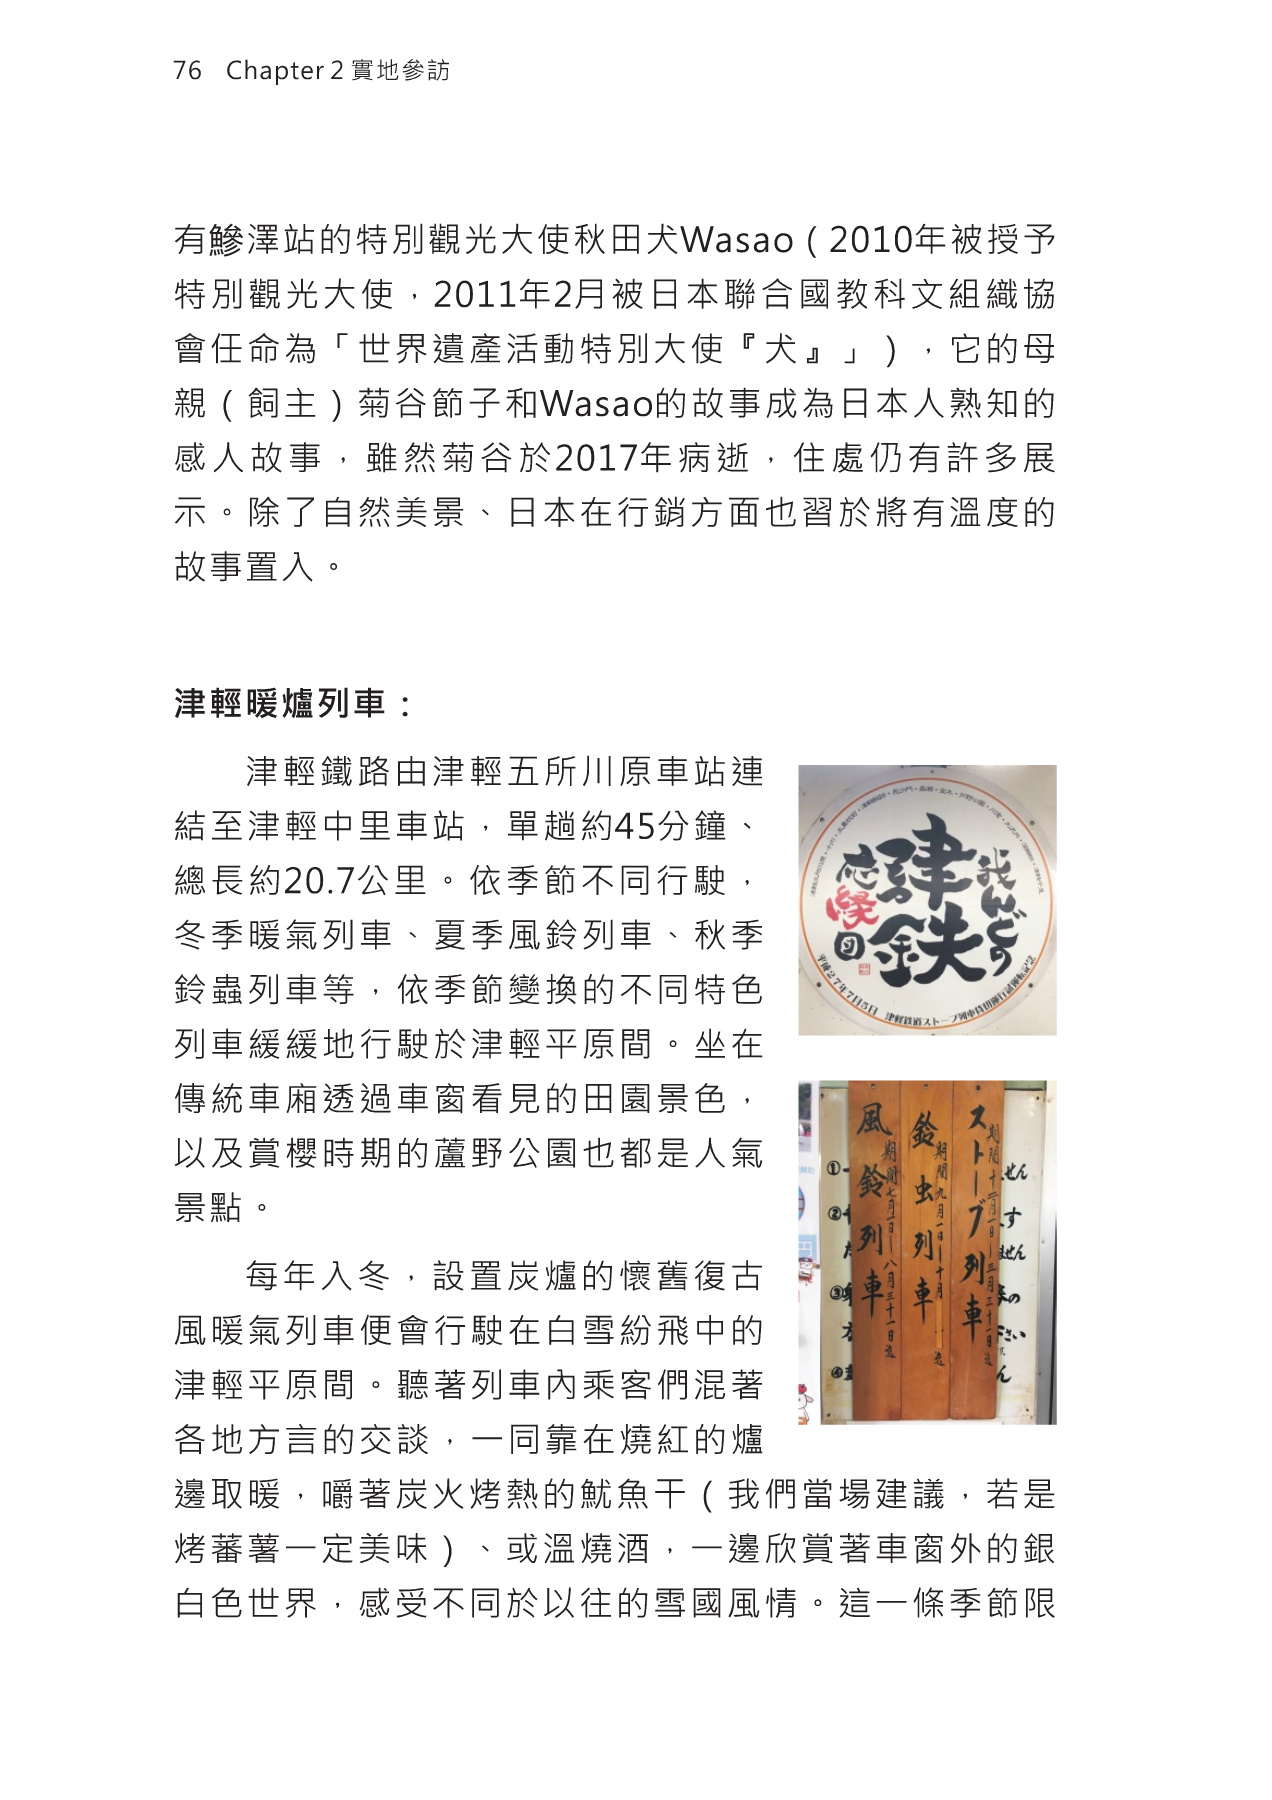 76 Chapter 2 實地參訪
有鰺澤站的特別觀光大使秋田犬Wasao（2010年被授予
特別觀光大使，2011年2月被日本聯合國教科文組織協
會任命為「世界遺產活動特別大使『犬』」），它的母
親（飼主）菊谷節子和Wasao的故事成為日本人熟知的
感人故事，雖然菊谷於2017年病逝，住處仍有許多展
示。除了自然美景、日本在行銷方面也習於將有溫度的
故事置入。
津輕暖爐列車：
津輕鐵路由津輕五所川原車站連
結至津輕中里車站，單趟約45分鐘、
總長約20.7公里。依季節不同行駛，
冬季暖氣列車、夏季風鈴列車、秋季
鈴蟲列車等，依季節變換的不同特色
列車緩緩地行駛於津輕平原間。坐在
傳統車廂透過車窗看見的田園景色，
以及賞櫻時期的蘆野公園也都是人氣
景點。
每年入冬，設置炭爐的懷舊復古
風暖氣列車便會行駛在白雪紛飛中的
津輕平原間。聽著列車內乘客們混著
各地方言的交談，一同靠在燒紅的爐
邊取暖，嚼著炭火烤熱的魷魚干（我們當場建議，若是
烤蕃薯一定美味）、或溫燒酒，一邊欣賞著車窗外的銀
白色世界，感受不同於以往的雪國風情。這一條季節限
我んどの
津鉄
応縁団
平成27年7月5日 津軽鉄道ストーブ列車貸切運行試運転記念
ストーブ列車
期間十二月一日－三月三十一日迄
鈴虫列車
期間九月一日－十月
風鈴列車
期間七月一日－八月三十一日迄